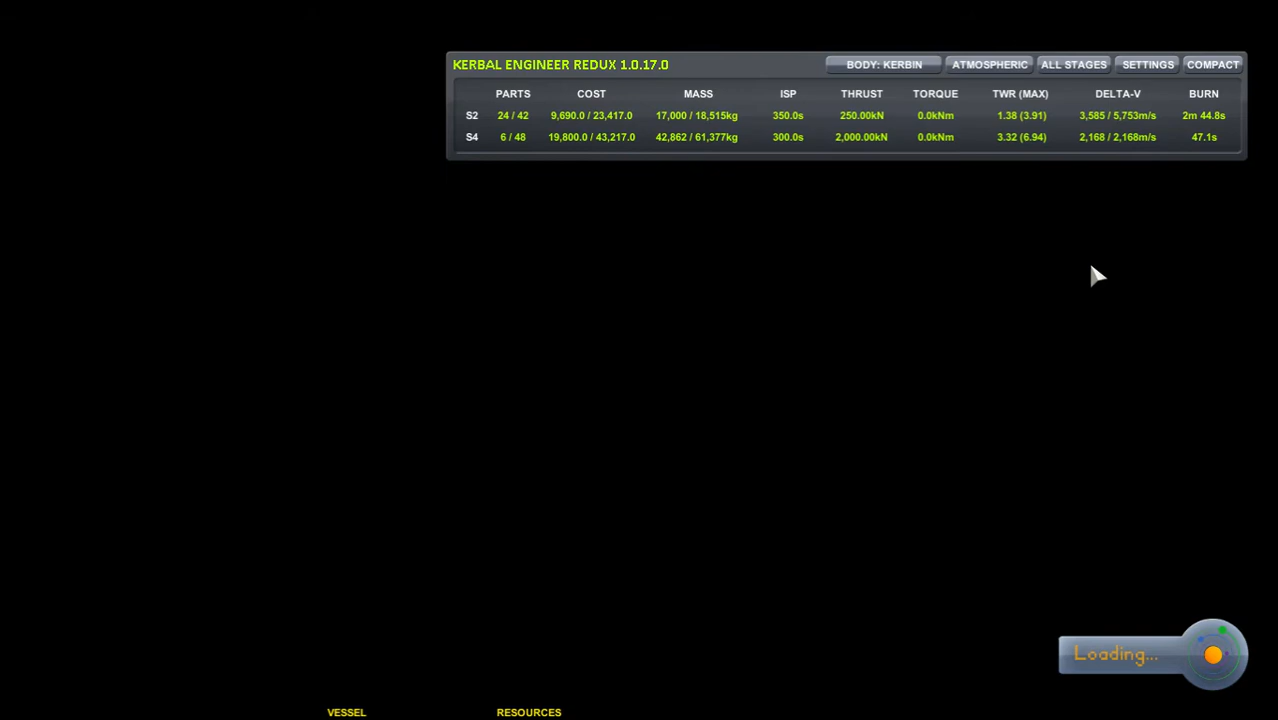 KERBAL ENGINEER REDUX 1.0.17.0 BODY: KERBIN ATMOSPHERIC ALL STAGES SETTINGS COMPACT
PARTS COST MASS ISP THRUST TORQUE TWR (MAX) DELTA-V BURN
S2 24 / 42 9,690.0 / 23,417.0 17,000 / 18,515kg 350.0s 250.00kN 0.0kNm 1.38 (3.91) 3,585 / 5,753m/s 2m 44.8s
S4 6 / 48 19,800.0 / 43,217.0 42,862 / 61,377kg 300.0s 2,000.00kN 0.0kNm 3.32 (6.94) 2,168 / 2,168m/s 47.1s
Loading...
VESSEL RESOURCES